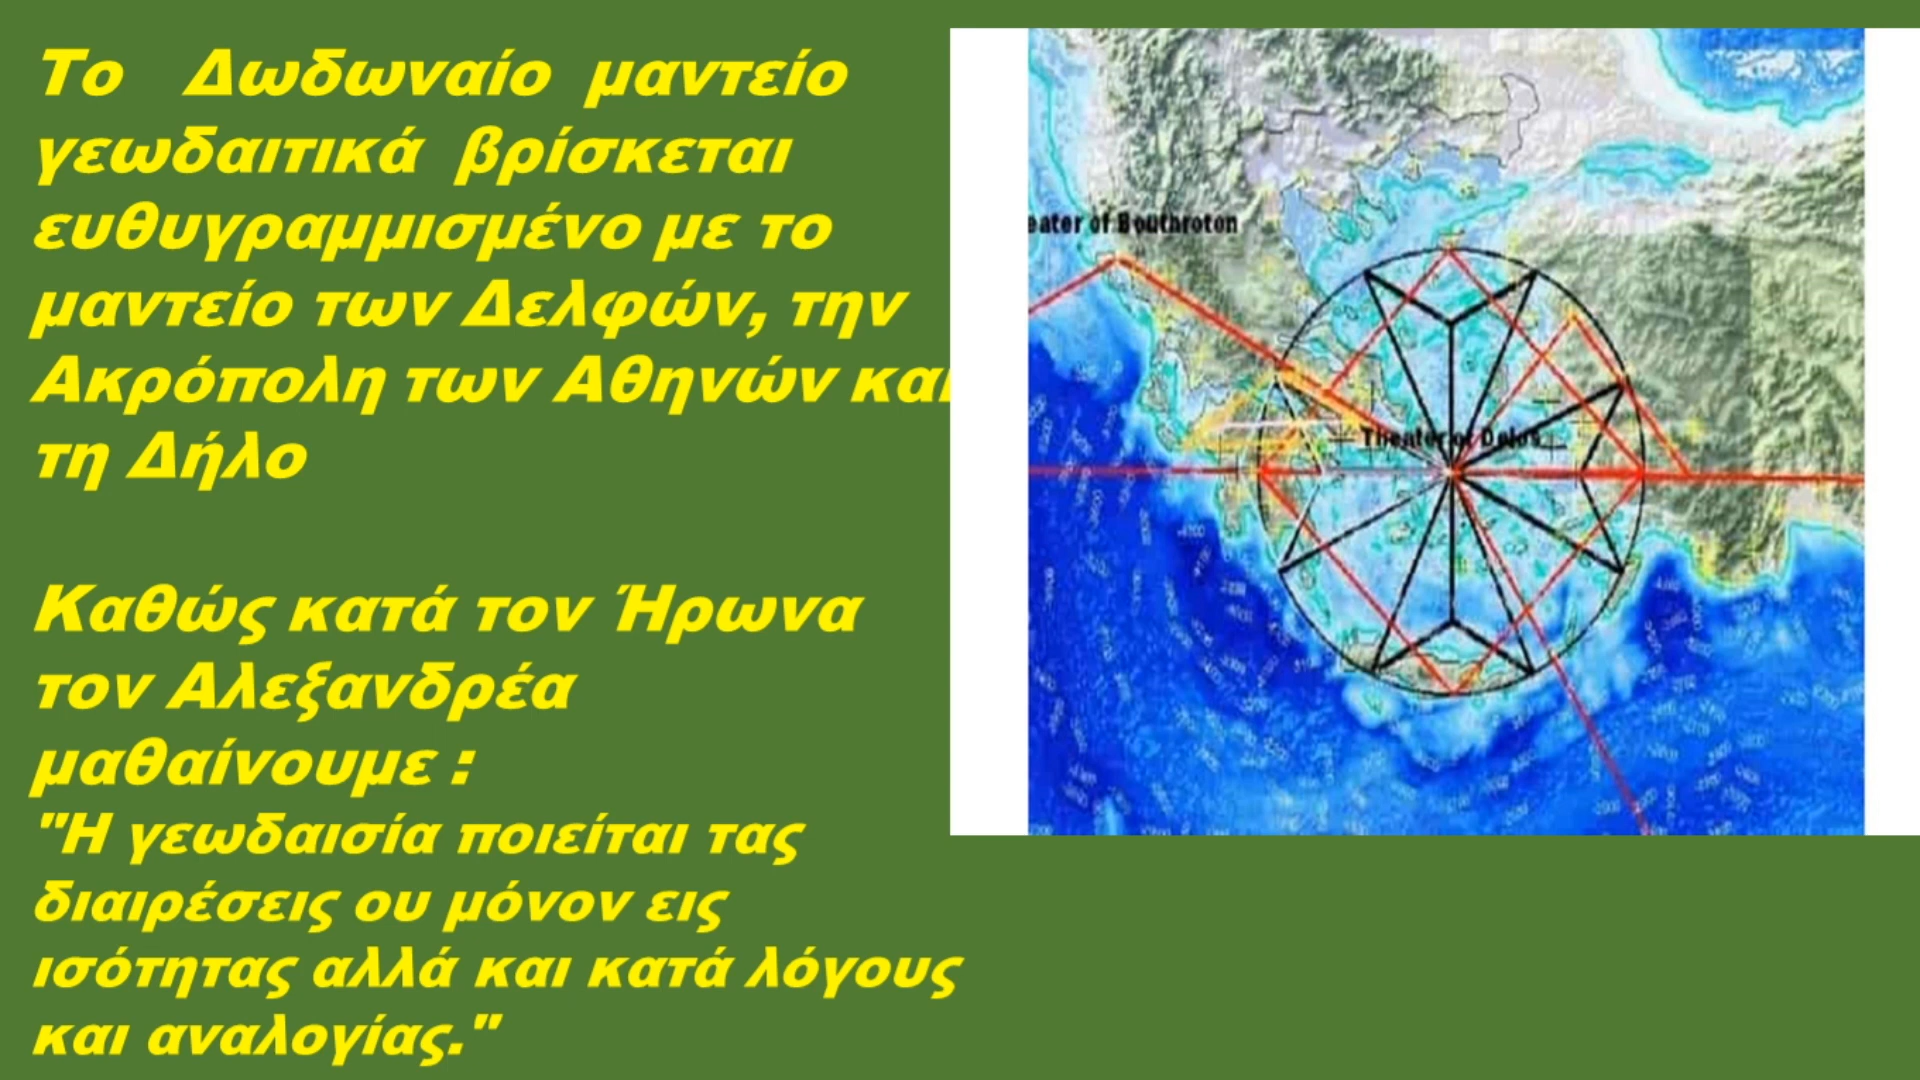 Το Δωδωναίο μαντείο
γεωδαιτικά βρίσκεται
ευθυγραμμισμένο με το
μαντείο των Δελφών, την
Ακρόπολη των Αθηνών και
τη Δήλο
Καθώς κατά τον Ήρωνα
τον Αλεξανδρέα
μαθαίνουμε :
"Η γεωδαισία ποιείται τας
διαιρέσεις ου μόνον εις
ισότητας αλλά και κατά λόγους
και αναλογίας."
eater of Bouthroton
Theater of Delos